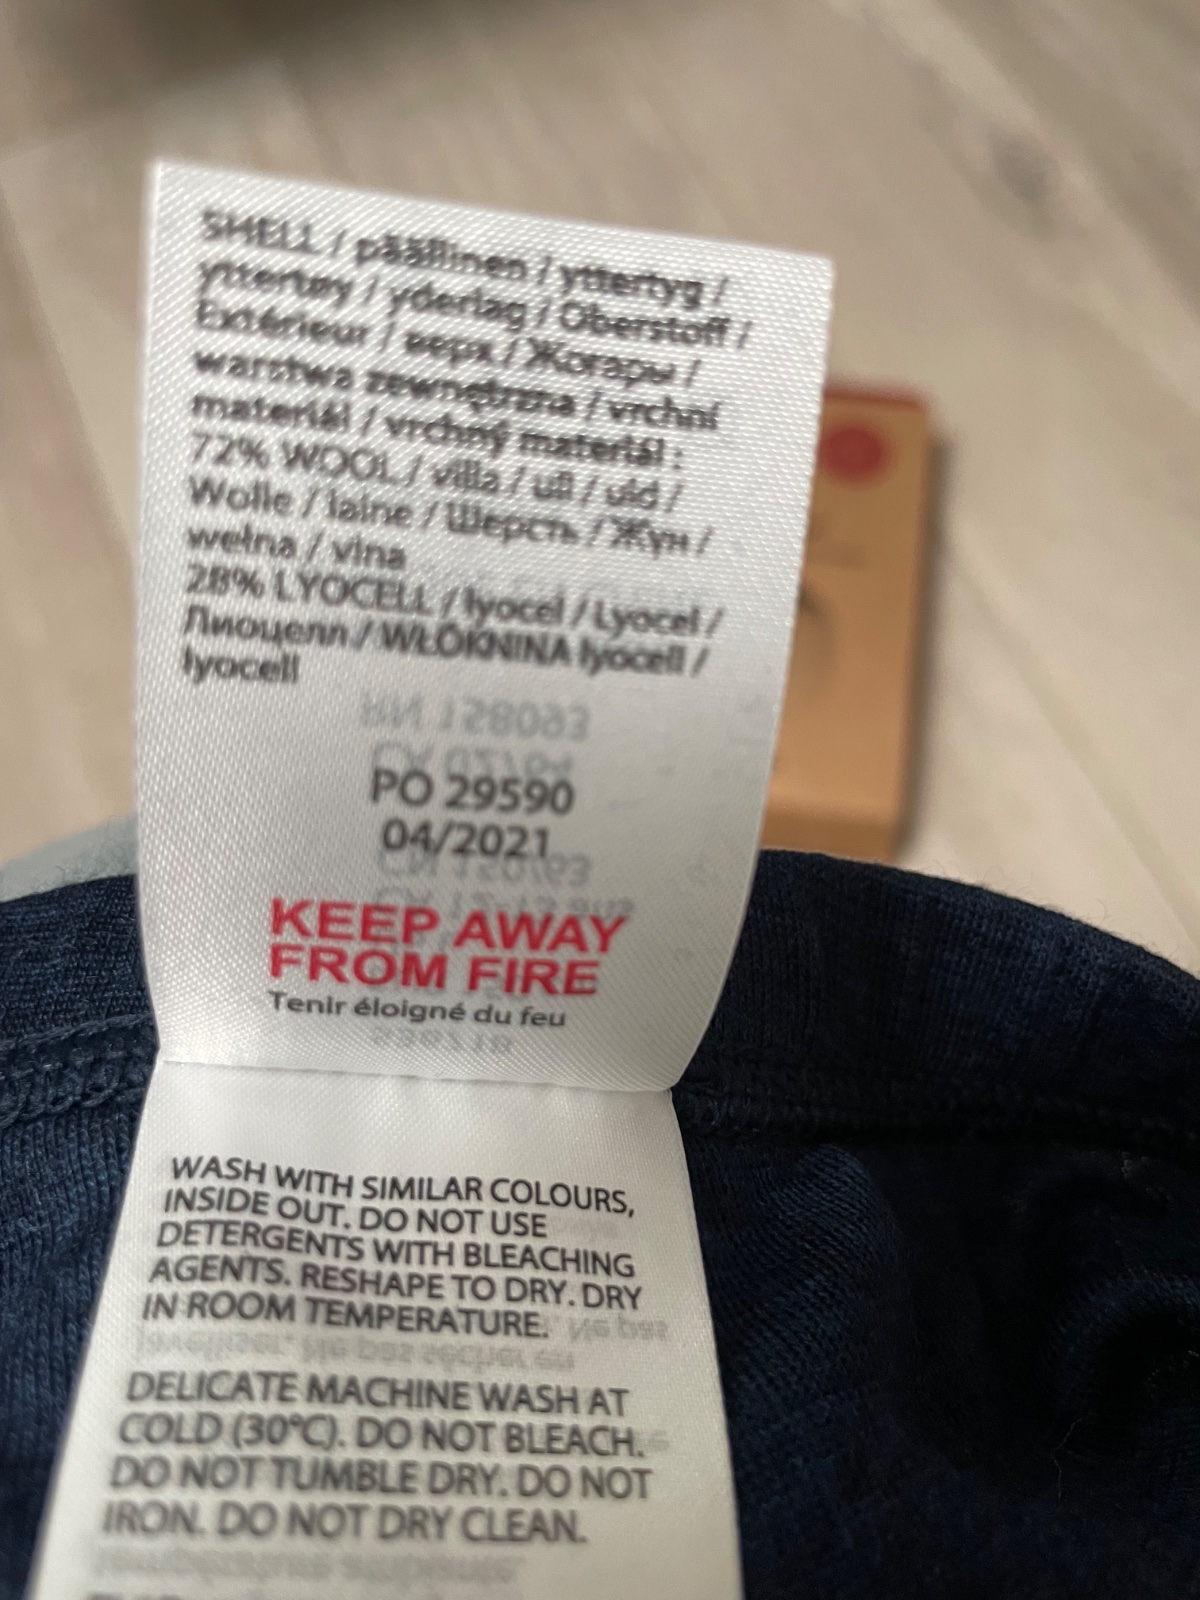 SHELL / päällinen / yttertyg /
yttertøy / yderlag / Oberstoff /
Extérieur / верх / Жогары /
warstwa zewnętrzna / vrchní
materiál / vrchný materiál :
72% WOOL / villa / ull / uld /
Wolle / laine / Шерсть / Жүн /
wełna / vlna
28% LYOCELL / lyocel / Lyocel /
Лиоцелл / WŁÓKNINA lyocell /
lyocell
PO 29590
04/2021
KEEP AWAY
FROM FIRE
Tenir éloigné du feu
WASH WITH SIMILAR COLOURS,
INSIDE OUT. DO NOT USE
DETERGENTS WITH BLEACHING
AGENTS. RESHAPE TO DRY. DRY
IN ROOM TEMPERATURE.
DELICATE MACHINE WASH AT
COLD (30°C). DO NOT BLEACH.
DO NOT TUMBLE DRY. DO NOT
IRON. DO NOT DRY CLEAN.